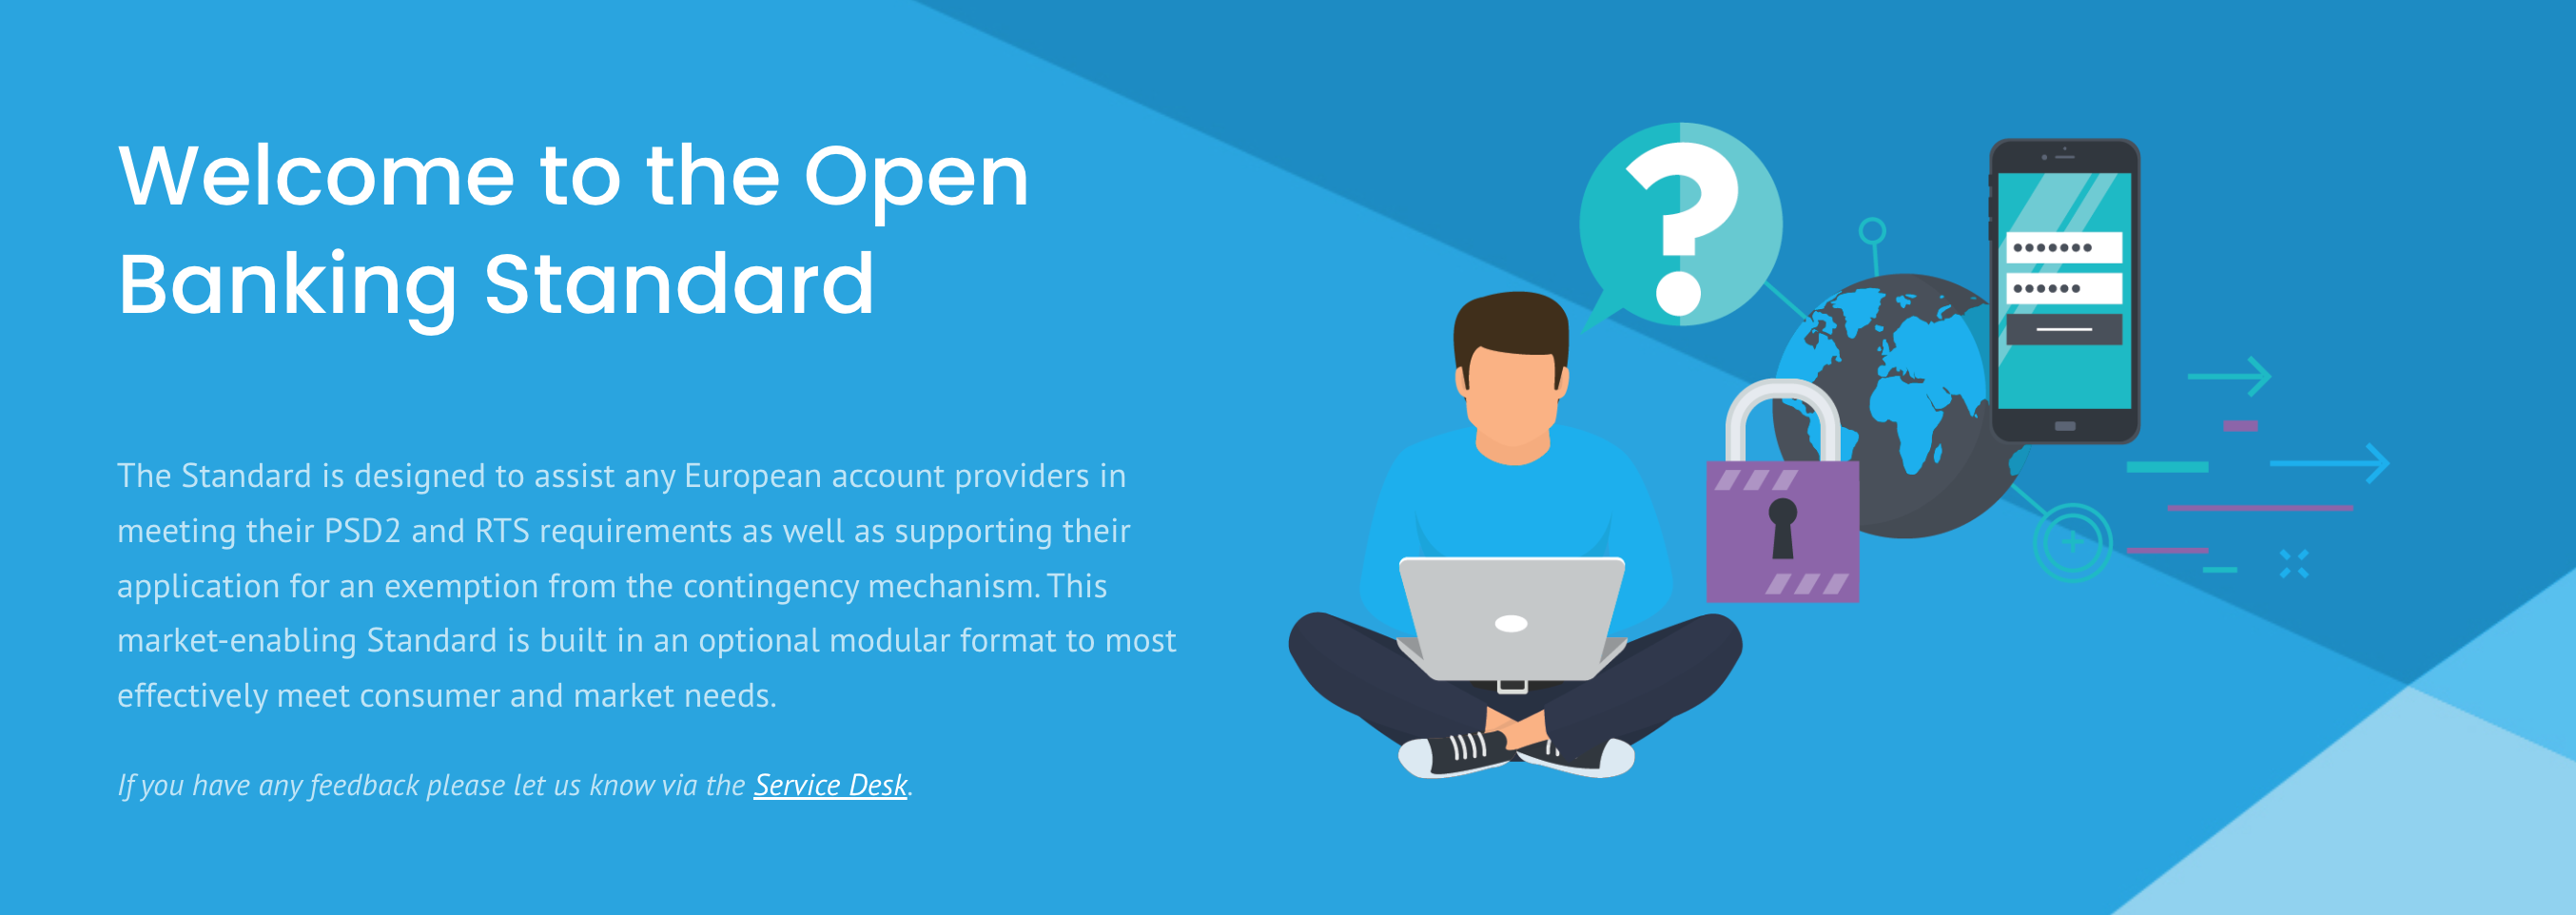 Welcome to the Open
Banking Standard
The Standard is designed to assist any European account providers in
meeting their PSD2 and RTS requirements as well as supporting their
application for an exemption from the contingency mechanism. This
market-enabling Standard is built in an optional modular format to most
effectively meet consumer and market needs.
If you have any feedback please let us know via the Service Desk.
?